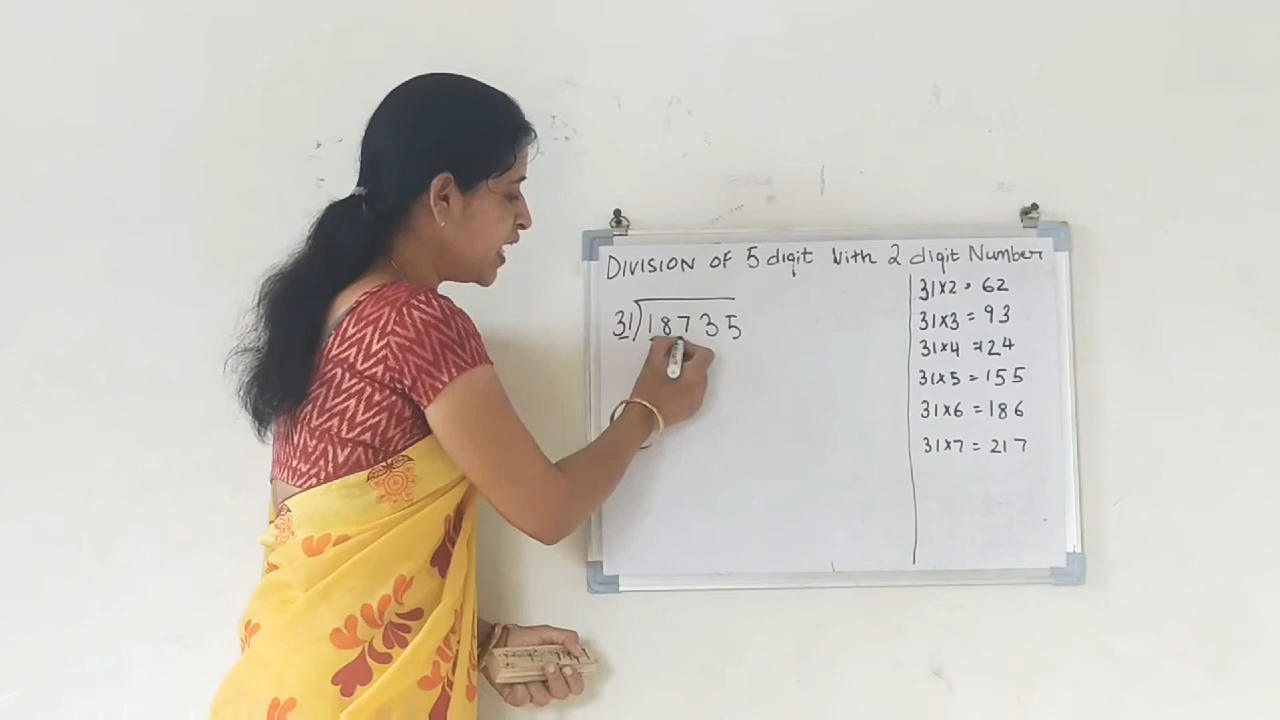 DIVISION OF 5 digit With 2 digit Number
31)18735
31x2 = 62
31x3 = 93
31x4 = 124
31x5 = 155
31x6 = 186
31x7 = 217